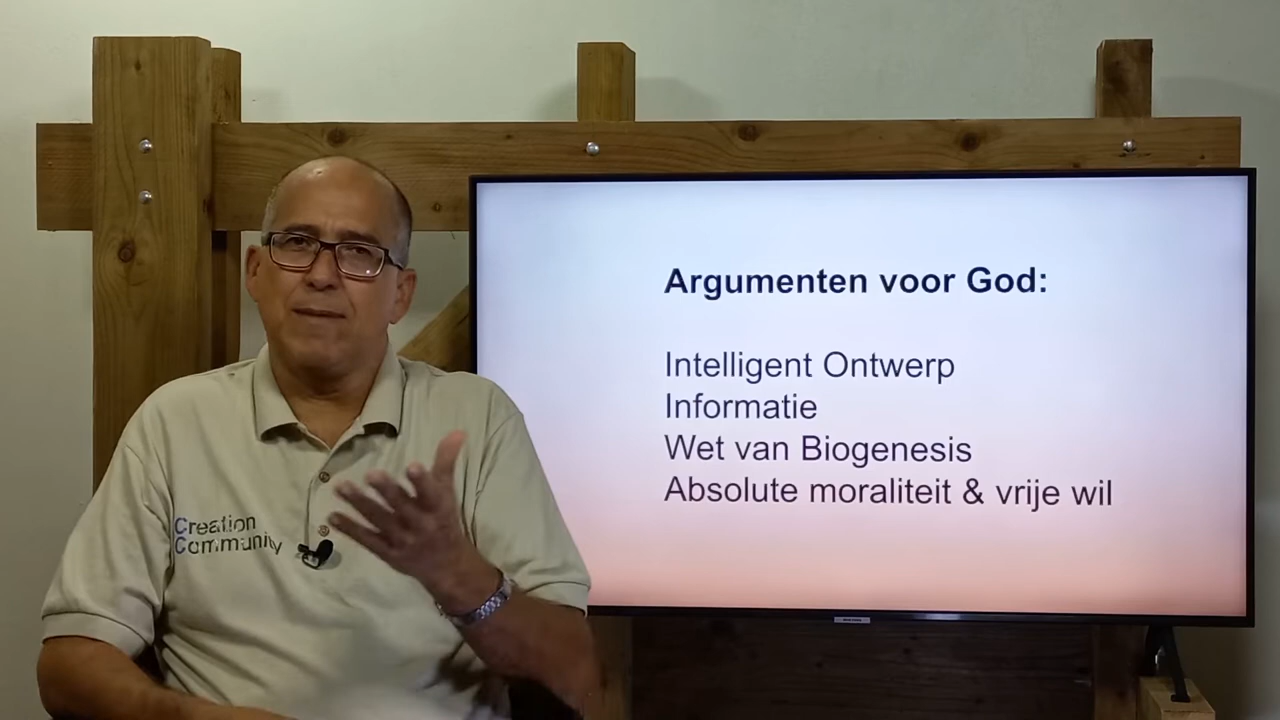 Argumenten voor God:
Intelligent Ontwerp
Informatie
Wet van Biogenesis
Absolute moraliteit & vrije wil
Creation
Community